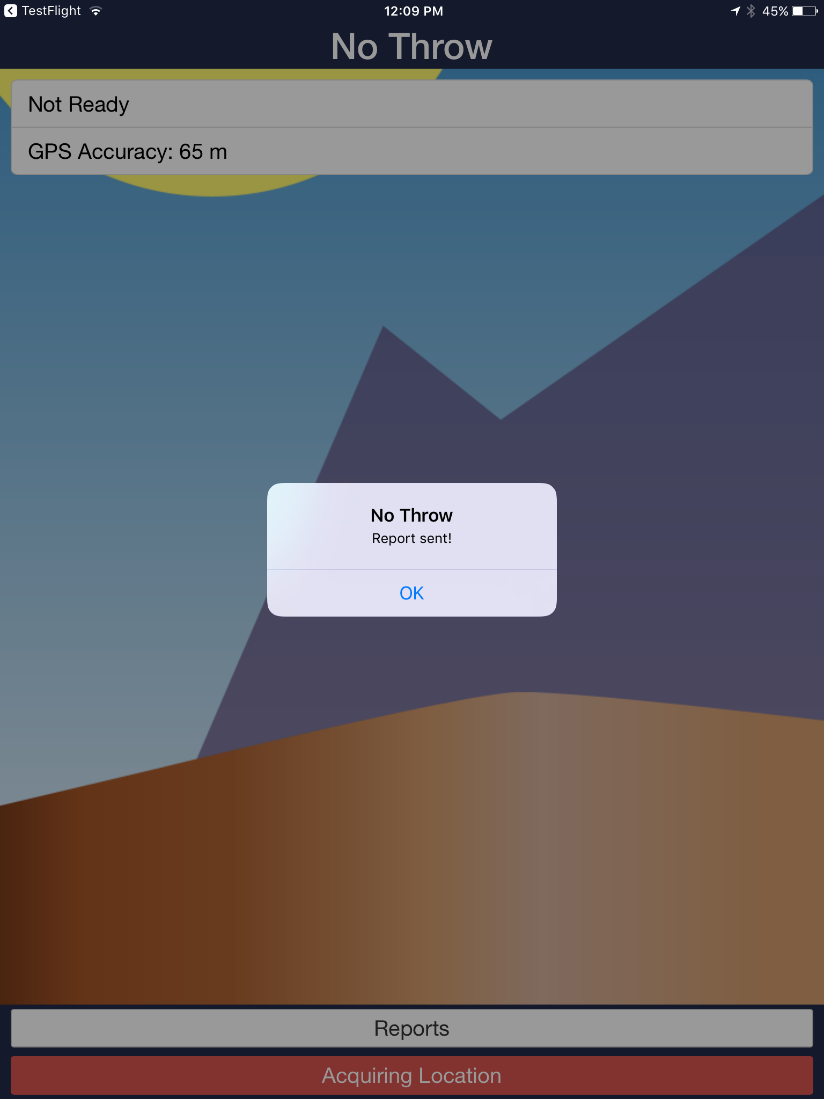 TestFlight 12:09 PM 45%
No Throw
Not Ready
GPS Accuracy: 65 m
No Throw
Report sent!
OK
Reports
Acquiring Location